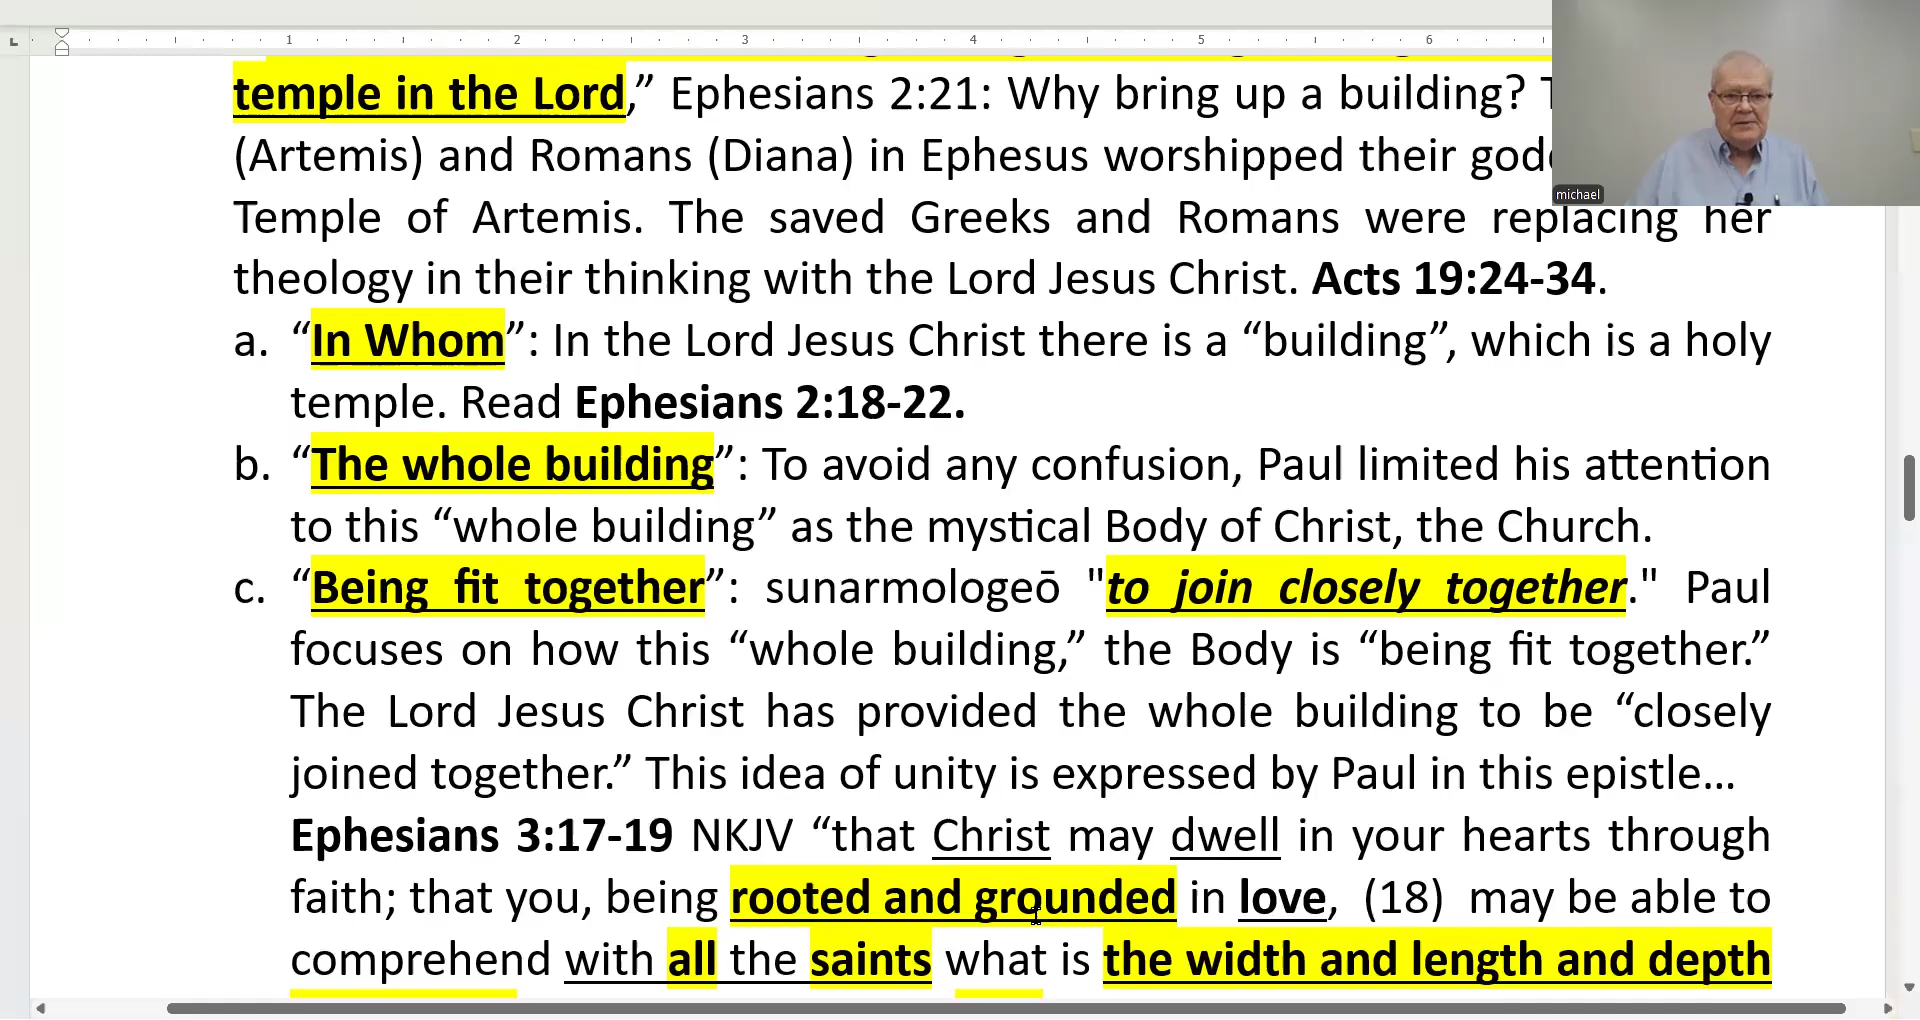 1 2 3 4 5 6
temple in the Lord,” Ephesians 2:21: Why bring up a building?
(Artemis) and Romans (Diana) in Ephesus worshipped their
michael
Temple of Artemis. The saved Greeks and Romans were replacing her
theology in their thinking with the Lord Jesus Christ. Acts 19:24-34.
a. “In Whom”: In the Lord Jesus Christ there is a “building”, which is a holy
temple. Read Ephesians 2:18-22.
b. “The whole building”: To avoid any confusion, Paul limited his attention
to this “whole building” as the mystical Body of Christ, the Church.
c. “Being fit together”: sunarmologeō "to join closely together." Paul
focuses on how this “whole building,” the Body is “being fit together.”
The Lord Jesus Christ has provided the whole building to be “closely
joined together.” This idea of unity is expressed by Paul in this epistle…
Ephesians 3:17-19 NKJV “that Christ may dwell in your hearts through
faith; that you, being rooted and grounded in love, (18) may be able to
comprehend with all the saints what is the width and length and depth